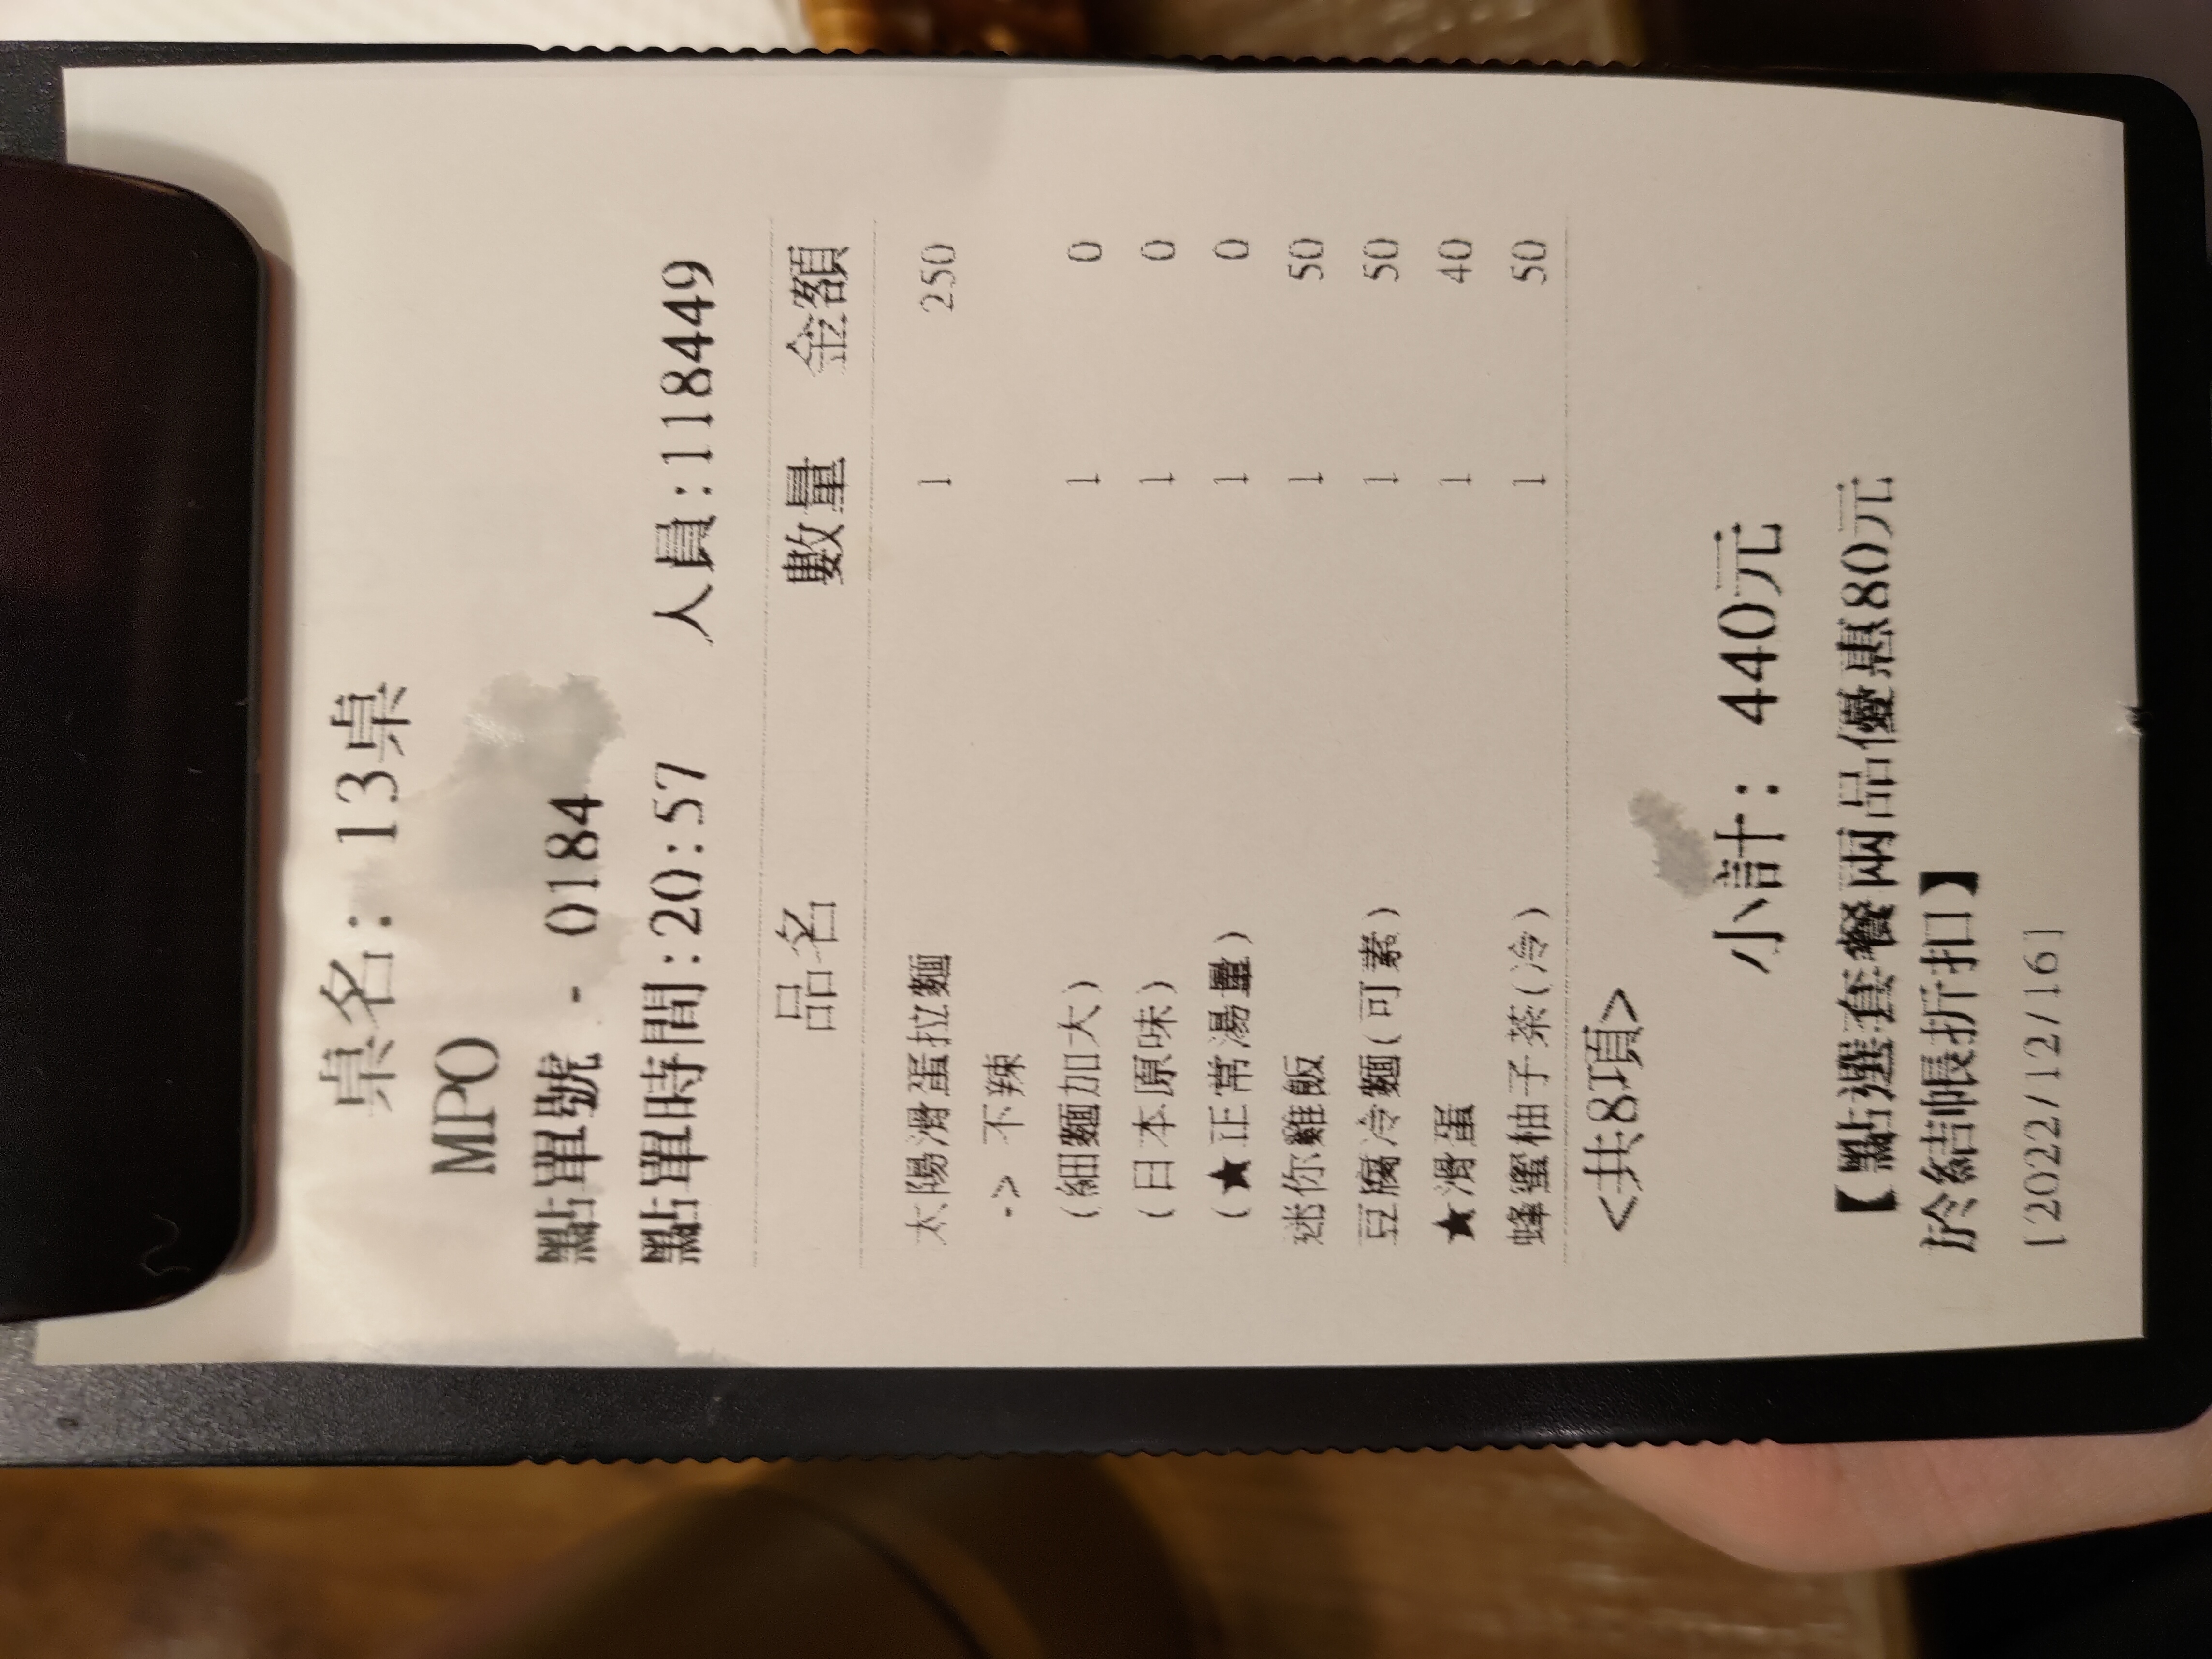 桌名: 13桌
MPO
點單單號 - 0184
點單單時間:20:57 人員:118449
品名 數量 金額
太陽滑蛋拉麵 1 250
-> 不辣
(細麵加大) 1 0
(日本原味) 1 0
(★正常湯量) 1 0
迷你雞飯 1 50
豆腐冷麵(可素) 1 50
★滑蛋 1 40
蜂蜜柚子茶(冷) 1 50
<共8項>
小計: 440元
【點選套餐兩品優惠80元
於結帳折扣】
[2022/12/16]